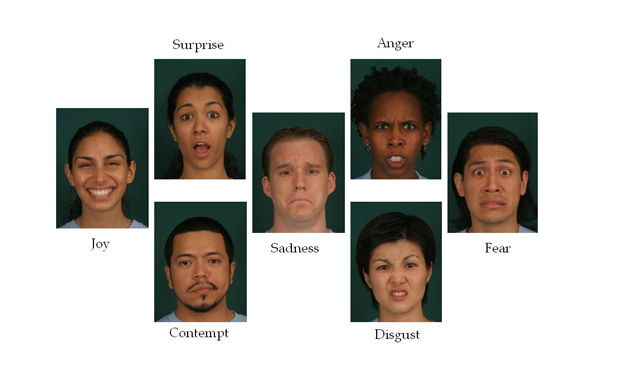 Surprise
Anger
Joy
Sadness
Fear
Contempt
Disgust